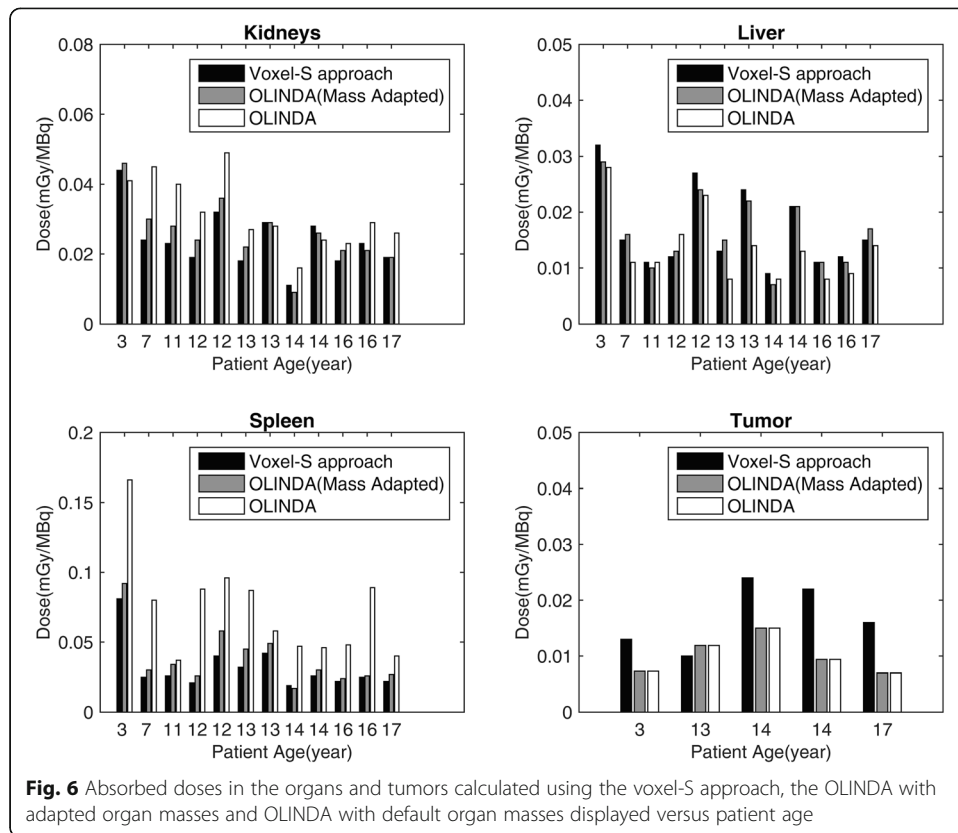 Kidneys
0.08
0.06
0.04
0.02
0
Dose(mGy/MBq)
Voxel-S approach
OLINDA(Mass Adapted)
OLINDA
3 7 11 12 12 13 13 14 14 16 16 17
Patient Age(year)
Liver
0.05
0.04
0.03
0.02
0.01
0
Dose(mGy/MBq)
Voxel-S approach
OLINDA(Mass Adapted)
OLINDA
3 7 11 12 12 13 13 14 14 16 16 17
Patient Age(year)
Spleen
0.2
0.15
0.1
0.05
0
Dose(mGy/MBq)
Voxel-S approach
OLINDA(Mass Adapted)
OLINDA
3 7 11 12 12 13 13 14 14 16 16 17
Patient Age(year)
Tumor
0.05
0.04
0.03
0.02
0.01
0
Dose(mGy/MBq)
Voxel-S approach
OLINDA(Mass Adapted)
OLINDA
3 13 14 14 17
Patient Age(year)
Fig. 6 Absorbed doses in the organs and tumors calculated using the voxel-S approach, the OLINDA with
adapted organ masses and OLINDA with default organ masses displayed versus patient age